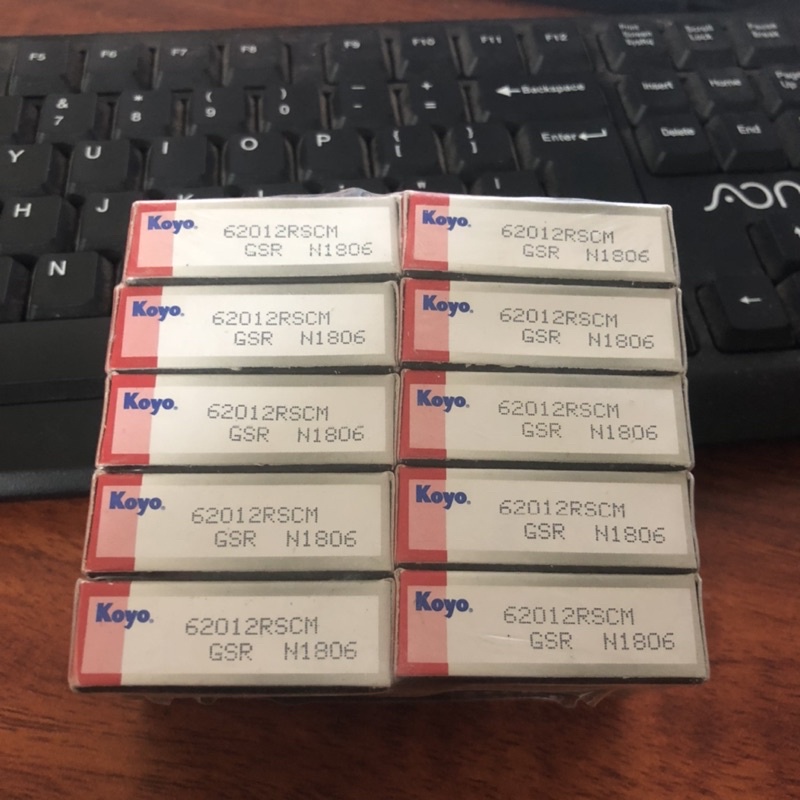 F5 F6 F7 F8 F9 F10 F11 F12 Print Screen SysRq Scroll Lock Pause Break
& 7 * 8 ( 9 ) 0 — - + = Backspace Insert Home Page Up
Y U I O P { [ } ] Enter Delete End
H J
N
AOC
Koyo. 62012RSCM
GSR N1806
Koyo. 62012RSCM
GSR N1806
Koyo. 62012RSCM
GSR N1806
Koyo. 62012RSCM
GSR N1806
Koyo. 62012RSCM
GSR N1806
Koyo. 62012RSCM
GSR N1806
Koyo. 62012RSCM
GSR N1806
Koyo. 62012RSCM
GSR N1806
Koyo. 62012RSCM
GSR N1806
Koyo. 62012RSCM
GSR N1806